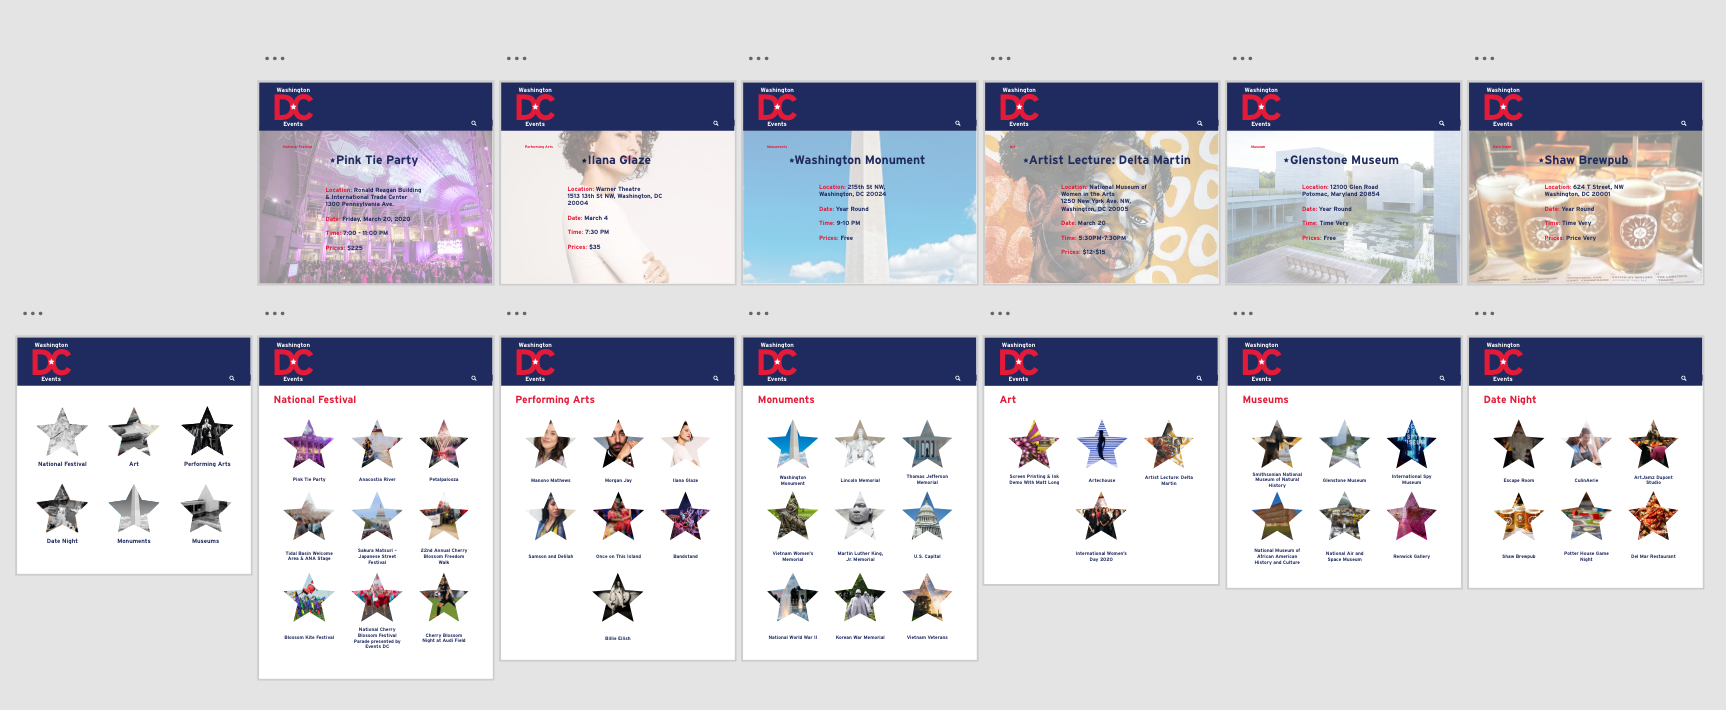 Washington
DC
Events
National Festival
Pink Tie Party
Location: Ronald Reagan Building
& International Trade Center
1300 Pennsylvania Ave.
Date: Friday, March 20, 2020
Time: 7:00 - 11:00 PM
Prices: $225
Washington
DC
Events
Performing Arts
Ilana Glaze
Location: Warner Theatre
1513 13th St NW, Washington, DC
20004
Date: March 4
Time: 7:30 PM
Prices: $35
Washington
DC
Events
Monuments
Washington Monument
Location: 215th St NW,
Washington, DC 20024
Date: Year Round
Time: 9-10 PM
Prices: Free
Washington
DC
Events
Art
Artist Lecture: Delta Martin
Location: National Museum of
Women in the Arts
1250 New York Ave. NW,
Washington, DC 20005
Date: March 20
Time: 5:30PM-7:30PM
Prices: $12-$15
Washington
DC
Events
Museum
Glenstone Museum
Location: 12100 Glen Road
Potomac, Maryland 20854
Date: Year Round
Time: Time Very
Prices: Free
Washington
DC
Events
Date Night
Shaw Brewpub
Location: 624 T Street, NW
Washington, DC 20001
Date: Year Round
Time: Time Very
Prices: Price Very
Washington
DC
Events
National Festival
Art
Performing Arts
Date Night
Monuments
Museums
Washington
DC
Events
National Festival
Pink Tie Party
Anacostia River
Petalpalooza
Tidal Basin Welcome
Area & ANA Stage
Sakura Matsuri -
Japanese Street
Festival
22nd Annual Cherry
Blossom Freedom
Walk
Blossom Kite Festival
National Cherry
Blossom Festival
Parade presented by
Events DC
Cherry Blossom
Night at Audi Field
Washington
DC
Events
Performing Arts
Manono Mathews
Morgan Jay
Ilana Glaze
Samson and Delilah
Once on This Island
Bandstand
Billie Eilish
Washington
DC
Events
Monuments
Washington
Monument
Lincoln Memorial
Thomas Jefferson
Memorial
Vietnam Women's
Memorial
Martin Luther King,
Jr. Memorial
U.S. Capital
National World War II
Korean War Memorial
Vietnam Veterans
Washington
DC
Events
Art
Screen Printing & Ink
Demo With Matt Long
Artechouse
Artist Lecture: Delta
Martin
International Women's
Day 2020
Washington
DC
Events
Museums
Smithsonian National
Museum of Natural
History
Glenstone Museum
International Spy
Museum
National Museum of
African American
History and Culture
National Air and
Space Museum
Renwick Gallery
Washington
DC
Events
Date Night
Escape Room
CulinAerie
ArtJamz Dupont
Studio
Shaw Brewpub
Potter House Game
Night
Del Mar Restaurant